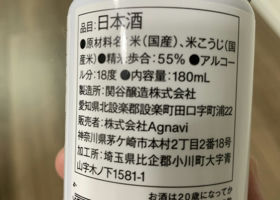 品目:日本酒
●原材料名:米(国産)、米こうじ(国
産米)●精米歩合:55%●アルコー
ル分:18度●内容量:180mL
製造所:関谷醸造株式会社
愛知県北設楽郡設楽町田口字町浦22
販売者:株式会社Agnavi
神奈川県茅ケ崎市本村2丁目2番18号
加工所:埼玉県比企郡小川町大字青
山字木ノ下1581-1
お酒は20歳になってか